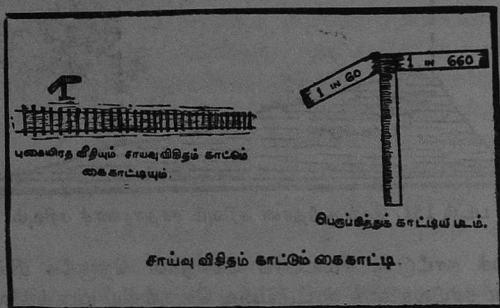 1 IN 60
1 IN 660
புகையிரத வீதியும் சாய்வு விகிதம் காட்டும்
கைகாட்டியும்.
பெருப்பித்துக் காட்டிய படம்.
சாய்வு விகிதம் காட்டும் கைகாட்டி